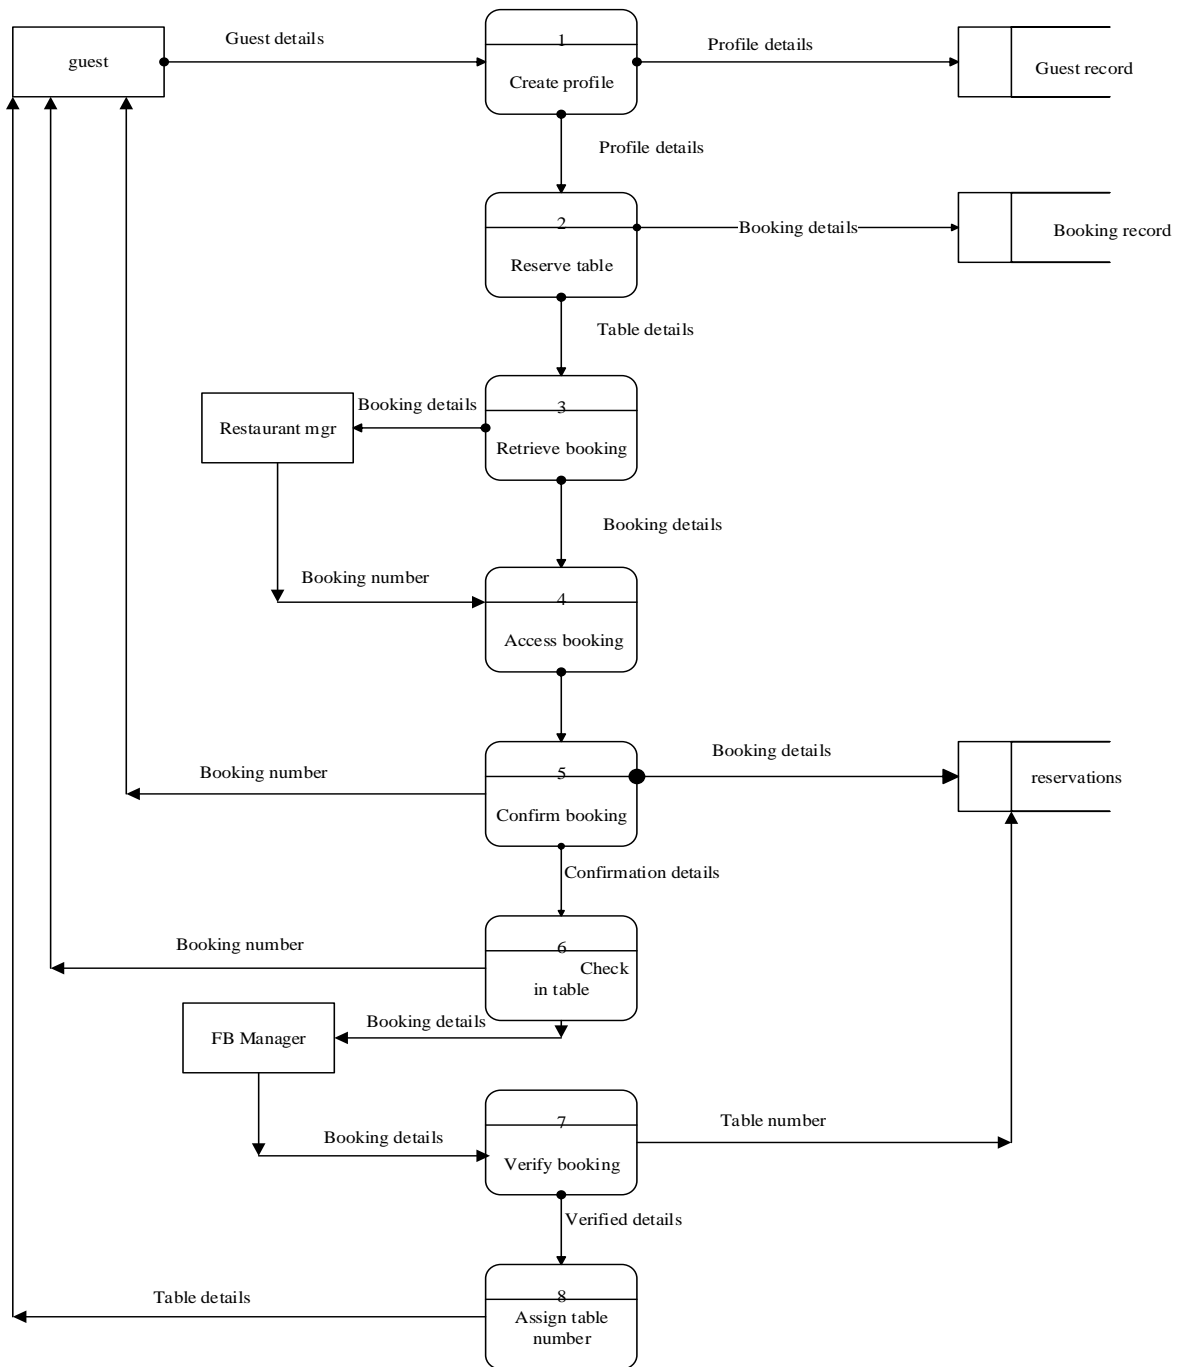 Guest details
1
Profile details
guest
Create profile
Guest record
Profile details
2
Booking details
Booking record
Reserve table
Table details
Booking details
3
Restaurant mgr
Retrieve booking
Booking details
Booking number
4
Access booking
Booking details
Booking number
5
reservations
Confirm booking
Confirmation details
Booking number
6
Check
in table
Booking details
FB Manager
Table number
7
Booking details
Verify booking
Verified details
Table details
8
Assign table
number